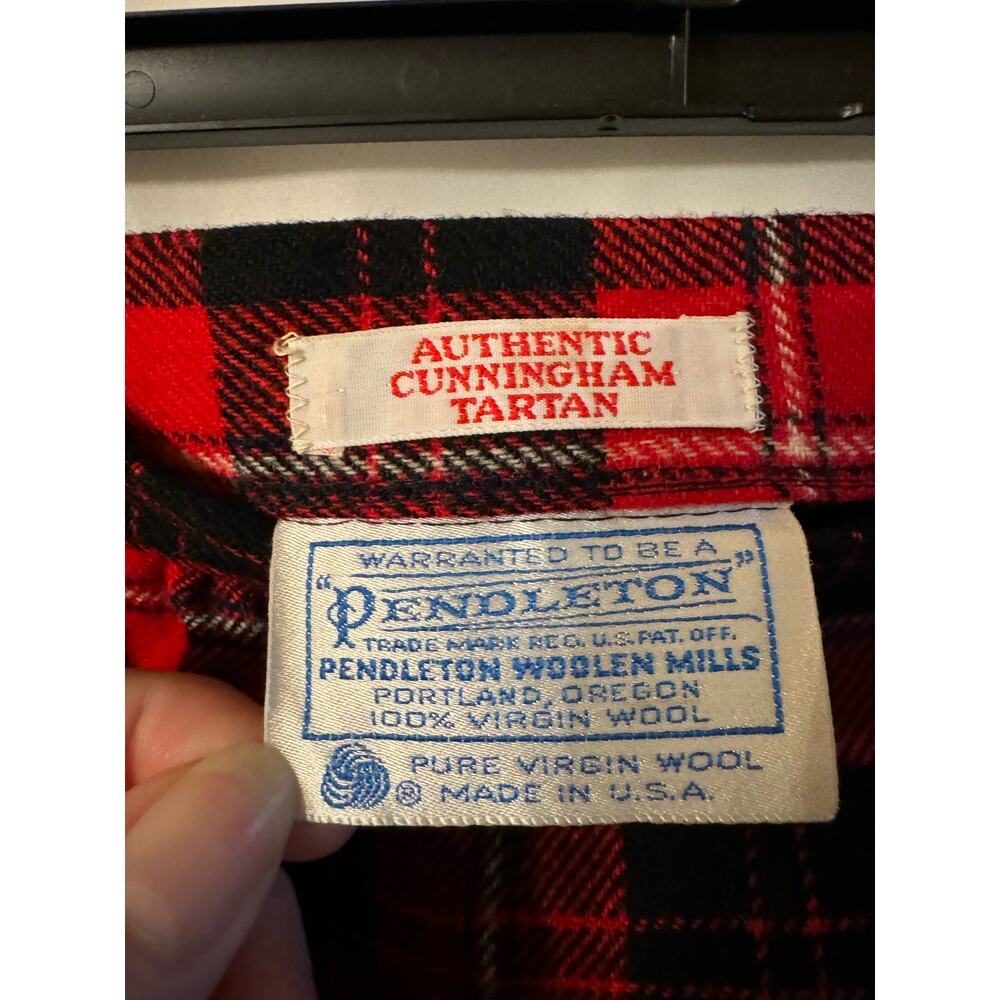 AUTHENTIC
CUNNINGHAM
TARTAN
WARRANTED TO BE A
"PENDLETON"
TRADE MARK REG. U.S. PAT. OFF.
PENDLETON WOOLEN MILLS
PORTLAND, OREGON
100% VIRGIN WOOL
PURE VIRGIN WOOL
® MADE IN U.S.A.